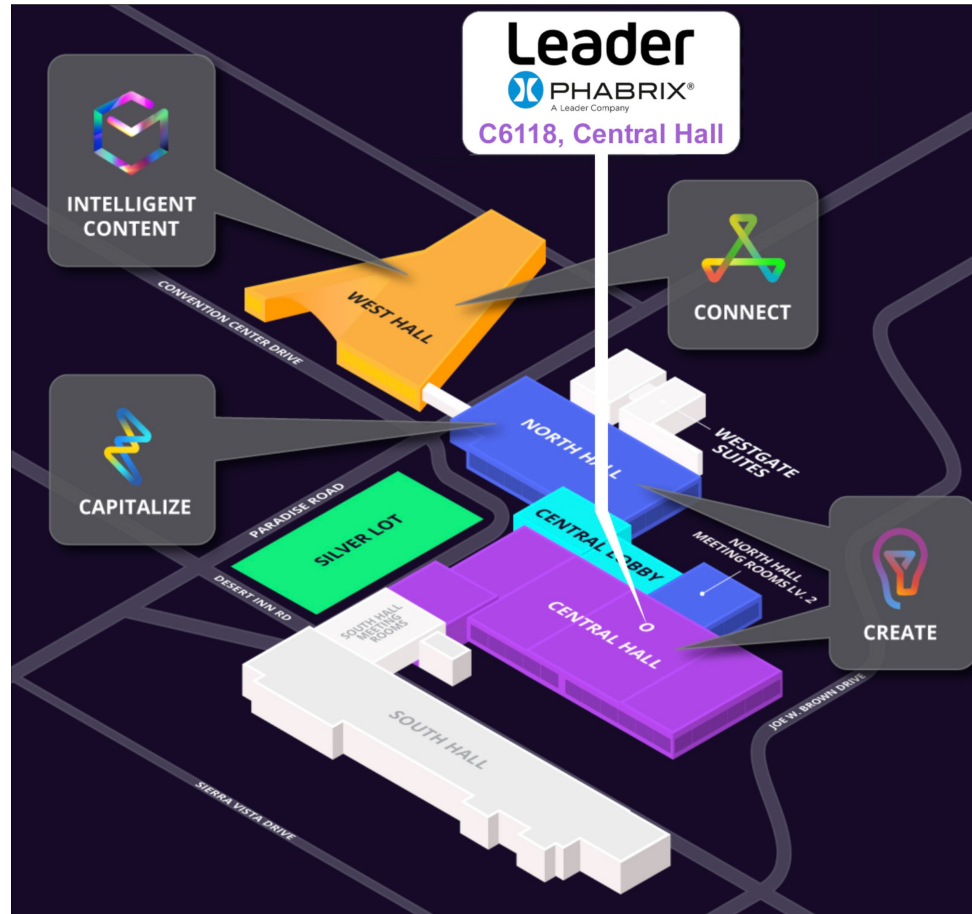 Leader
PHABRIX®
A Leader Company
C6118, Central Hall
INTELLIGENT
CONTENT
CONNECT
CONVENTION CENTER DRIVE
WEST HALL
CAPITALIZE
NORTH HALL
WESTGATE
SUITES
PARADISE ROAD
SILVER LOT
CENTRAL LOBBY
NORTH HALL
MEETING ROOMS LV. 2
DESERT INN RD
SOUTH HALL
MEETING
ROOMS
CENTRAL HALL
CREATE
SOUTH HALL
JOE W. BROWN DRIVE
SIERRA VISTA DRIVE